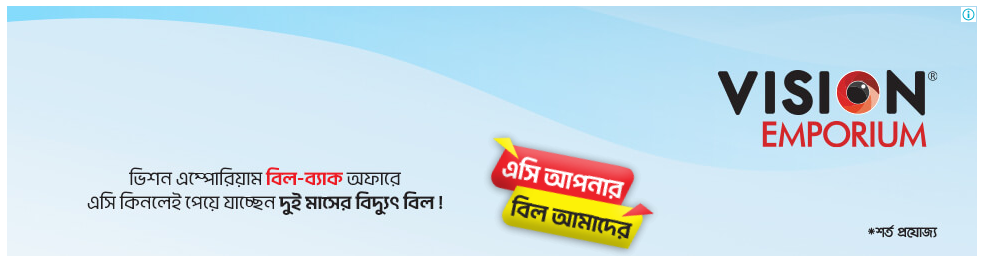 VISION®
EMPORIUM
ভিশন এম্পোরিয়াম বিল-ব্যাক অফারে
এসি কিনলেই পেয়ে যাচ্ছেন দুই মাসের বিদ্যুৎ বিল !
এসি আপনার
বিল আমাদের
*শর্ত প্রযোজ্য